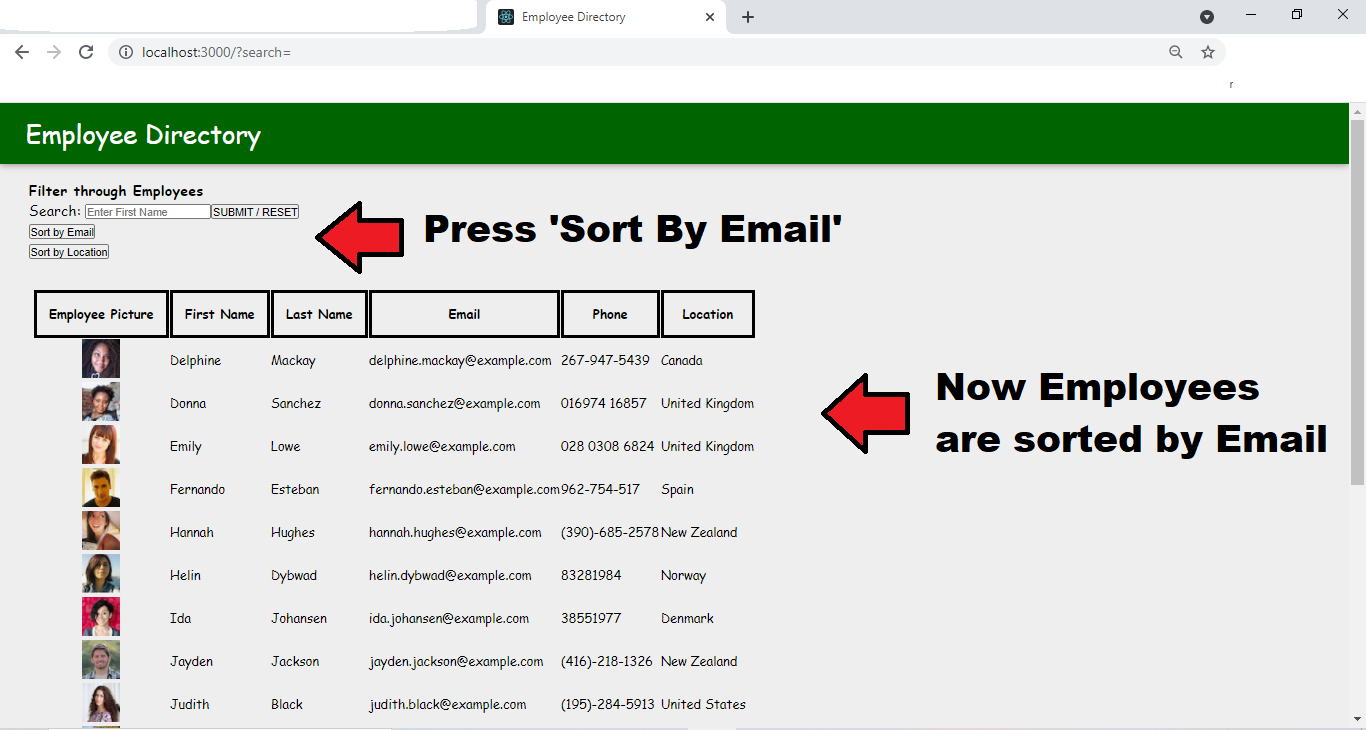 Employee Directory
localhost:3000/?search=
r
Employee Directory
Filter through Employees
Search: Enter First Name SUBMIT / RESET
Sort by Email
Sort by Location
Press 'Sort By Email'
Employee Picture First Name Last Name Email Phone Location
Delphine Mackay delphine.mackay@example.com 267-947-5439 Canada
Donna Sanchez donna.sanchez@example.com 016974 16857 United Kingdom
Emily Lowe emily.lowe@example.com 028 0308 6824 United Kingdom
Fernando Esteban fernando.esteban@example.com 962-754-517 Spain
Hannah Hughes hannah.hughes@example.com (390)-685-2578 New Zealand
Helin Dybwad helin.dybwad@example.com 83281984 Norway
Ida Johansen ida.johansen@example.com 38551977 Denmark
Jayden Jackson jayden.jackson@example.com (416)-218-1326 New Zealand
Judith Black judith.black@example.com (195)-284-5913 United States
Now Employees
are sorted by Email